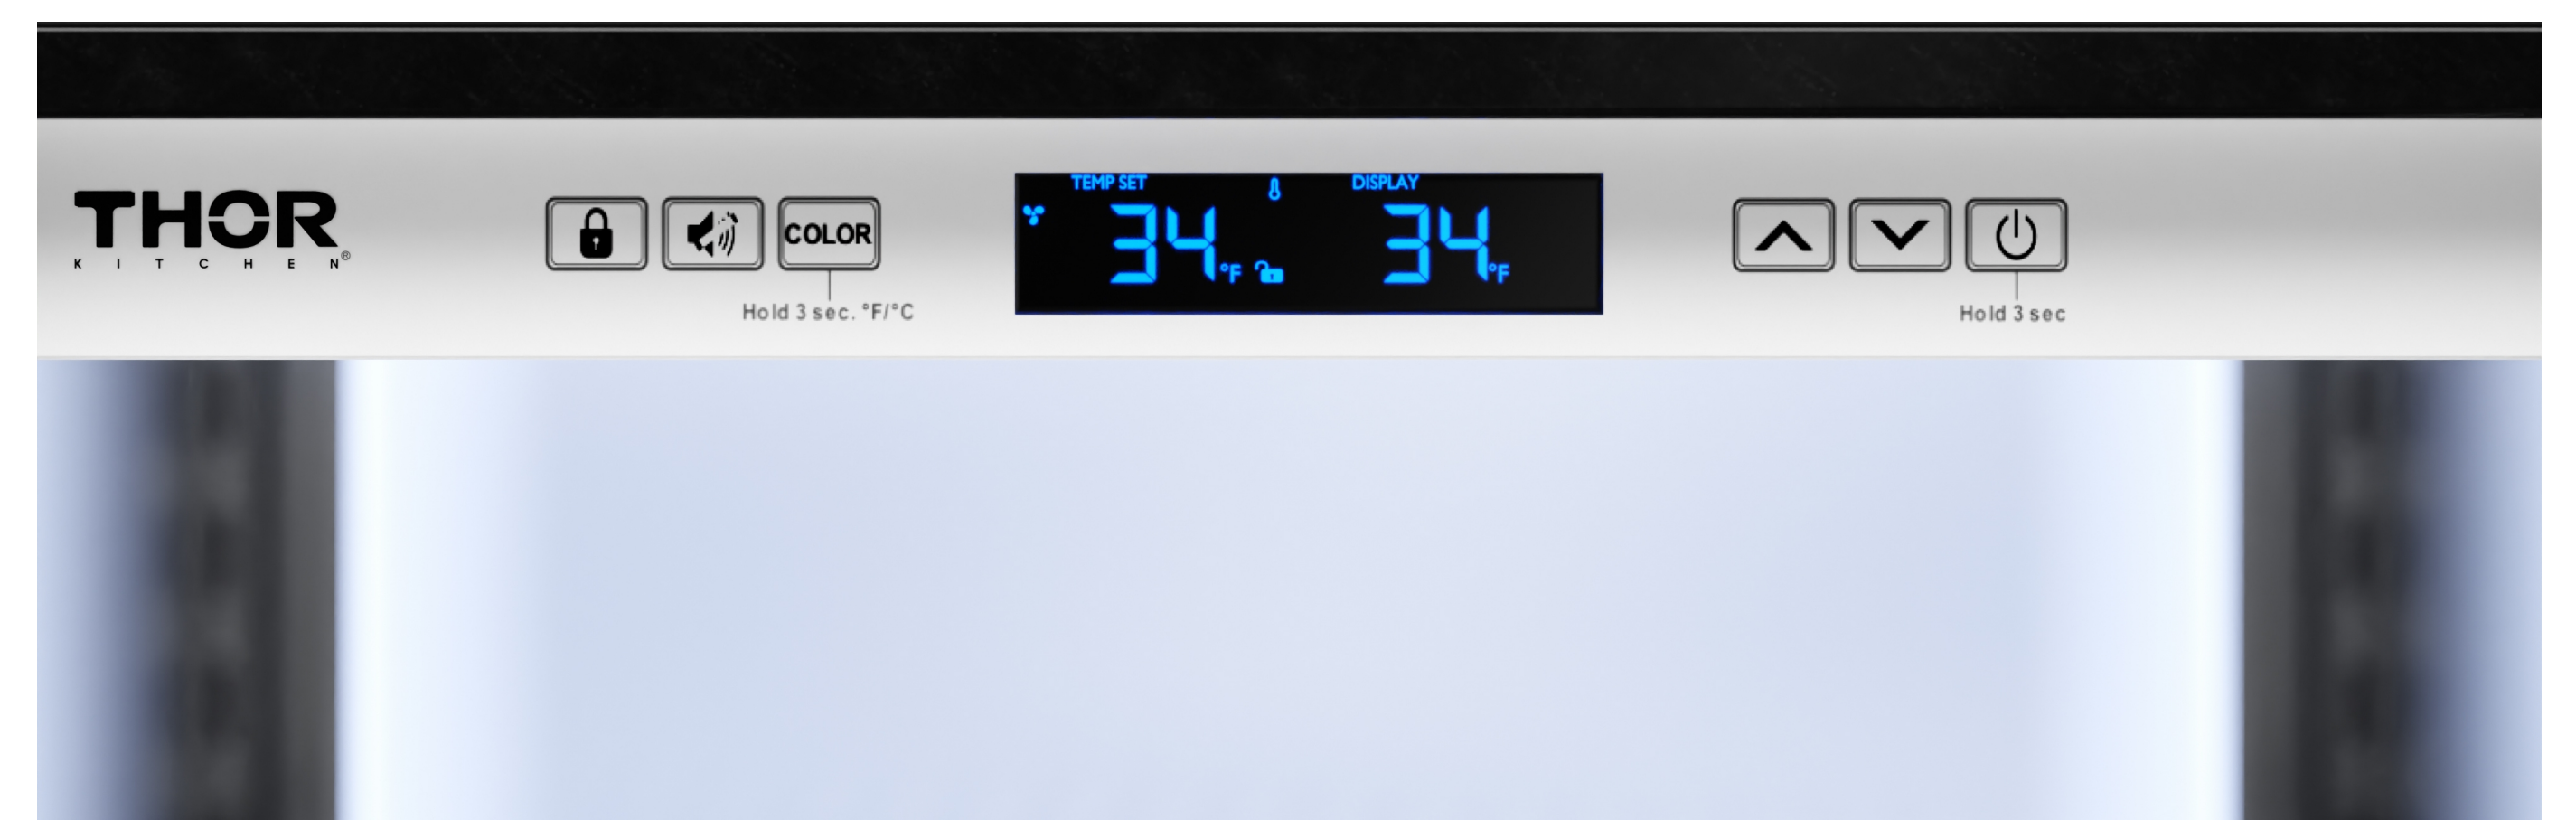 THOR
KITCHEN®
COLOR
Hold 3 sec. °F/°C
TEMP SET
34°F
DISPLAY
34°F
Hold 3 sec